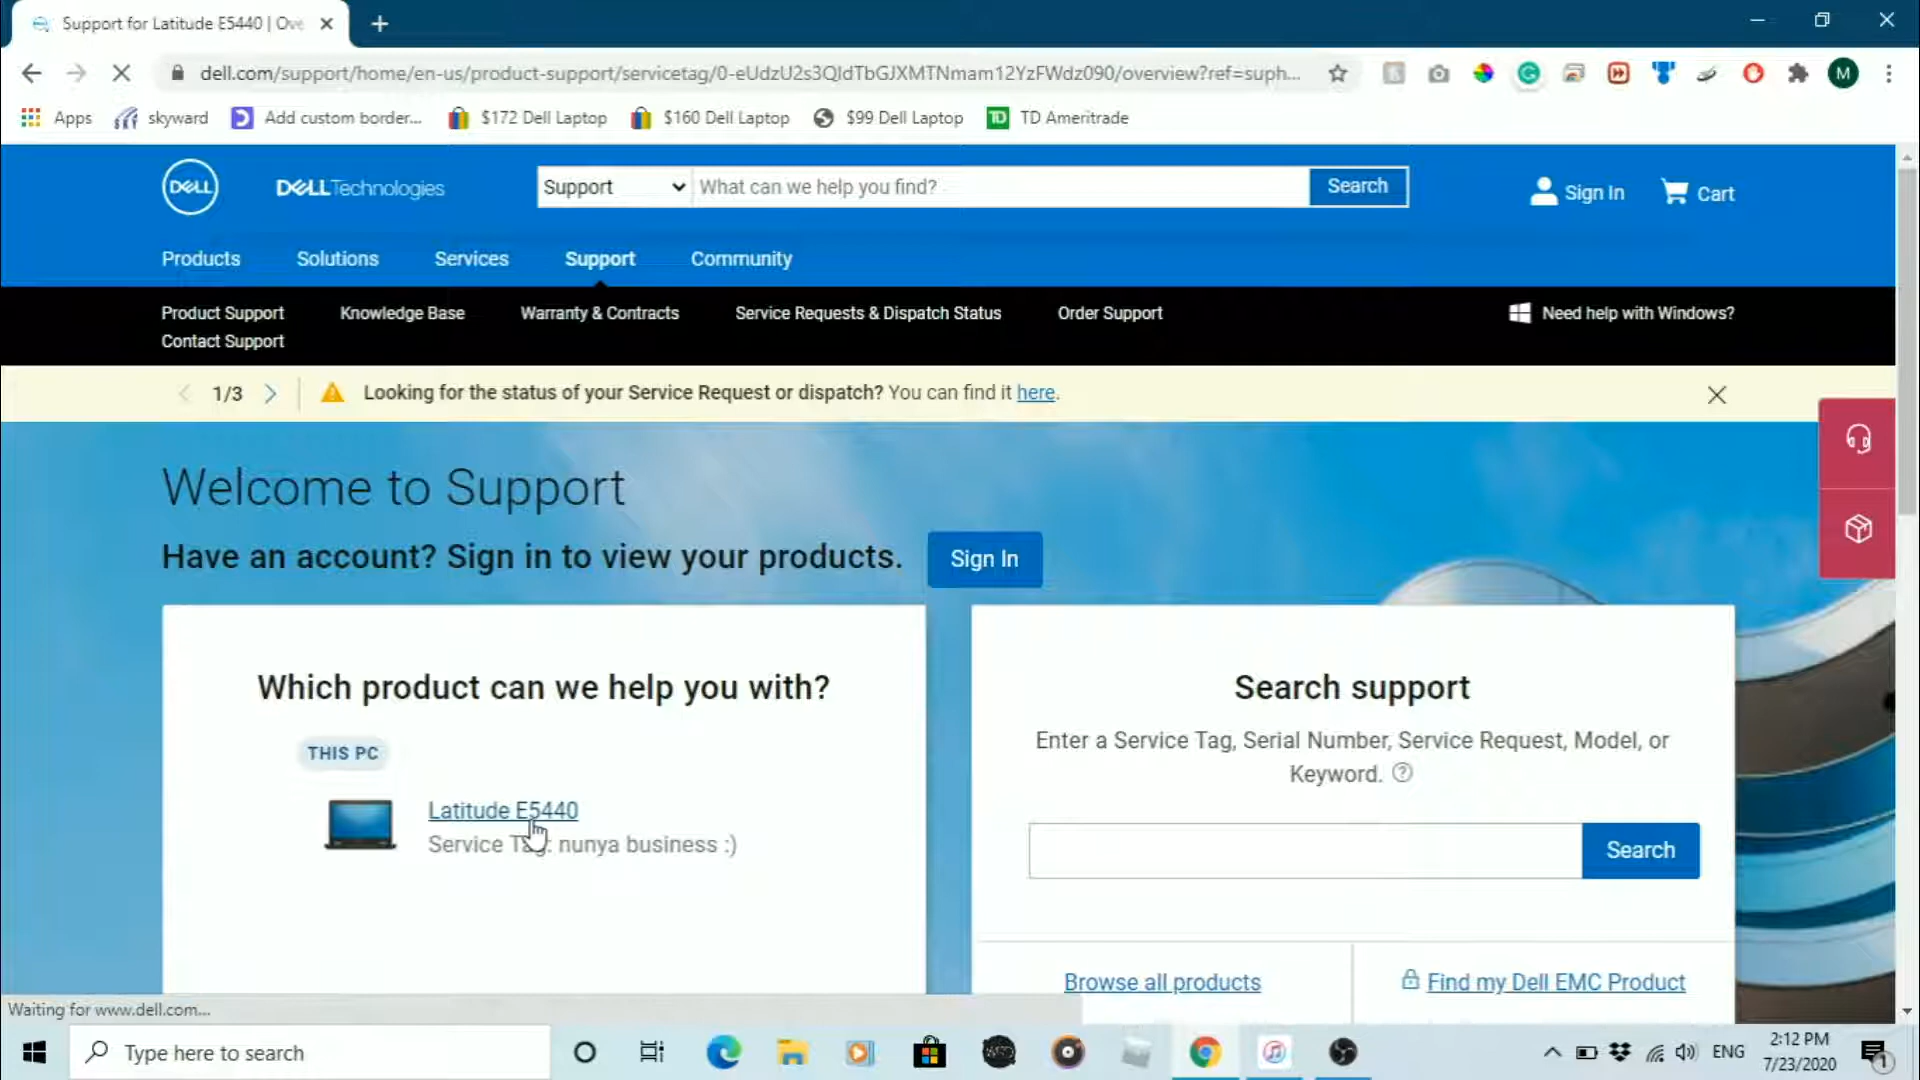 Support for Latitude E5440 | Ove
dell.com/support/home/en-us/product-support/servicetag/0-eUdzU2s3QldTbGJXMTNmam12YzFWdz090/overview?ref=suph...
M
Apps
skyward
Add custom border...
$172 Dell Laptop
$160 Dell Laptop
$99 Dell Laptop
TD
TD Ameritrade
DELL
DELLTechnologies
Support
What can we help you find?
Search
Sign In
Cart
Products
Solutions
Services
Support
Community
Product Support
Knowledge Base
Warranty & Contracts
Service Requests & Dispatch Status
Order Support
Need help with Windows?
Contact Support
1/3
Looking for the status of your Service Request or dispatch? You can find it here.
Welcome to Support
Have an account? Sign in to view your products.
Sign In
Which product can we help you with?
THIS PC
Latitude E5440
Service Tag: nunya business :)
Search support
Enter a Service Tag, Serial Number, Service Request, Model, or
Keyword.
Search
Browse all products
Find my Dell EMC Product
Waiting for www.dell.com...
Type here to search
ENG
2:12 PM
7/23/2020
1